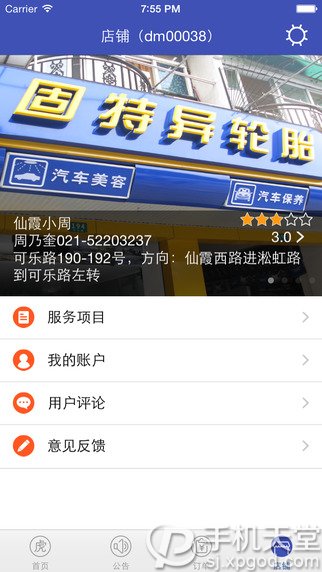 Carrier 7:55 PM
店铺（dm00038）
固特异轮胎
汽车美容
汽车保养
仙霞小周
周乃奎021-52203237
3.0
可乐路190-192号，方向：仙霞西路进淞虹路
到可乐路左转
服务项目
我的账户
用户评论
意见反馈
虎
首页
公告
订单
店铺
手机天堂
sj.xpgod.com